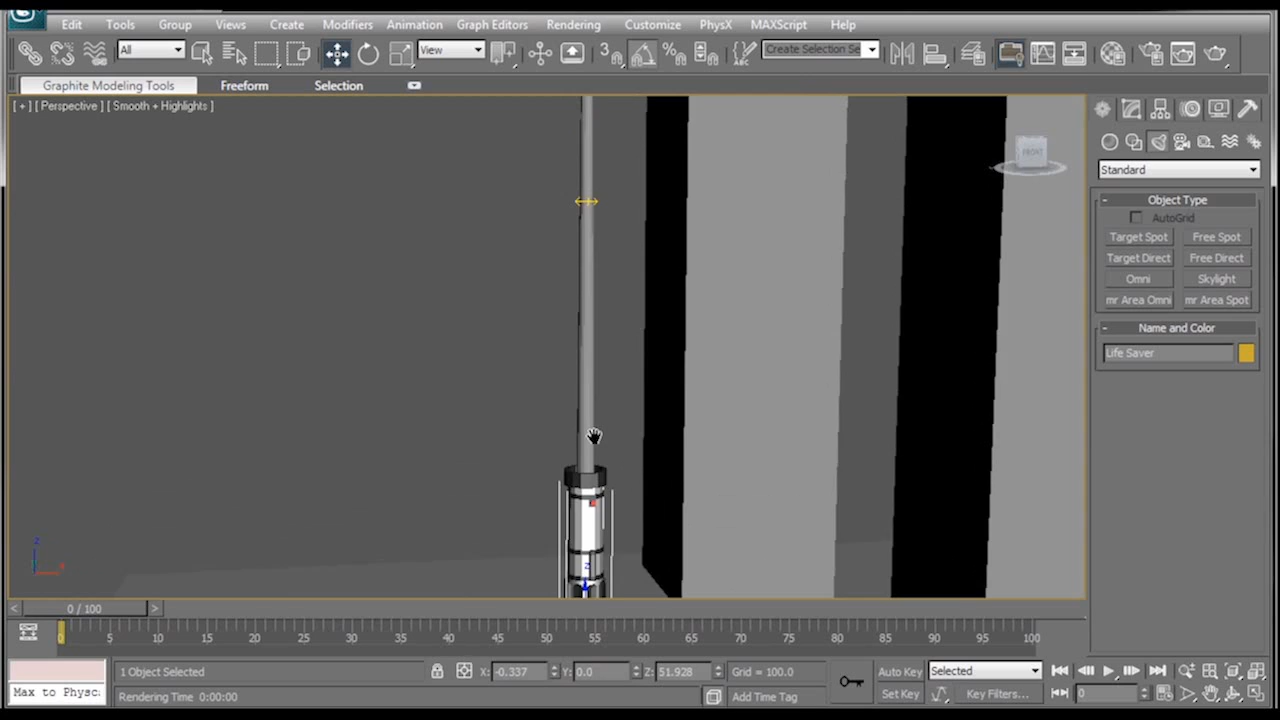 Edit Tools Group Views Create Modifiers Animation Graph Editors Rendering Customize PhysX MAXScript Help
All View 3 Create Selection Se
Graphite Modeling Tools Freeform Selection
[ + ] [ Perspective ] [ Smooth + Highlights ]
FRONT
Standard
- Object Type
AutoGrid
Target Spot Free Spot
Target Direct Free Direct
Omni Skylight
mr Area Omni mr Area Spot
- Name and Color
Life Saver
z
x
z
< 0 / 100 >
0 5 10 15 20 25 30 35 40 45 50 55 60 65 70 75 80 85 90 95 100
1 Object Selected X: -0.337 Y: 0.0 Z: 51.928 Grid = 100.0 Auto Key Selected
Max to Physc: Rendering Time 0:00:00 Add Time Tag Set Key Key Filters... 0